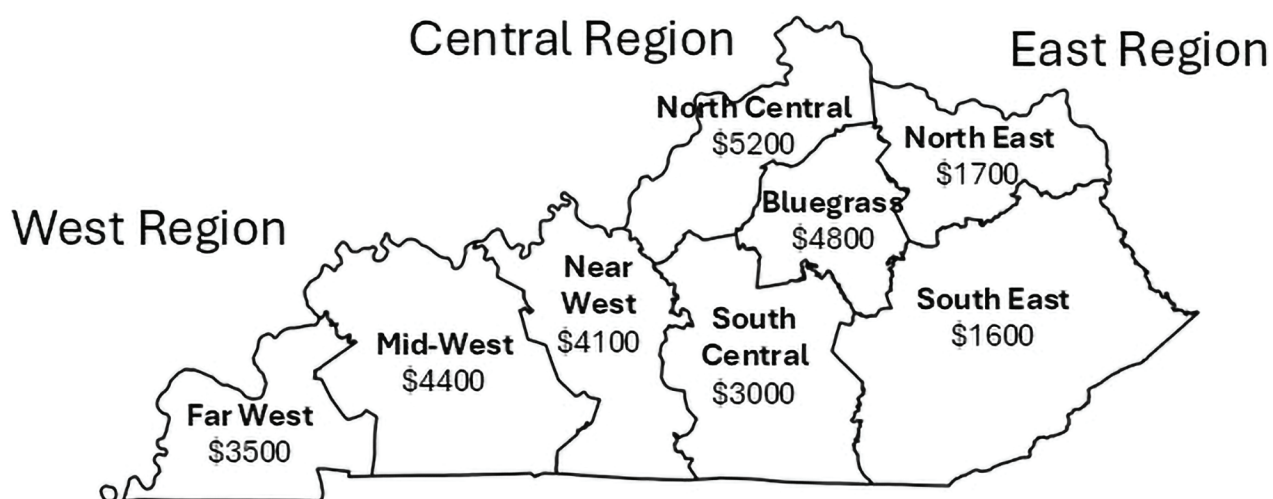 Central Region
East Region
North Central
$5200
North East
$1700
West Region
Bluegrass
$4800
Near
West
$4100
South East
$1600
South
Central
$3000
Mid-West
$4400
Far West
$3500